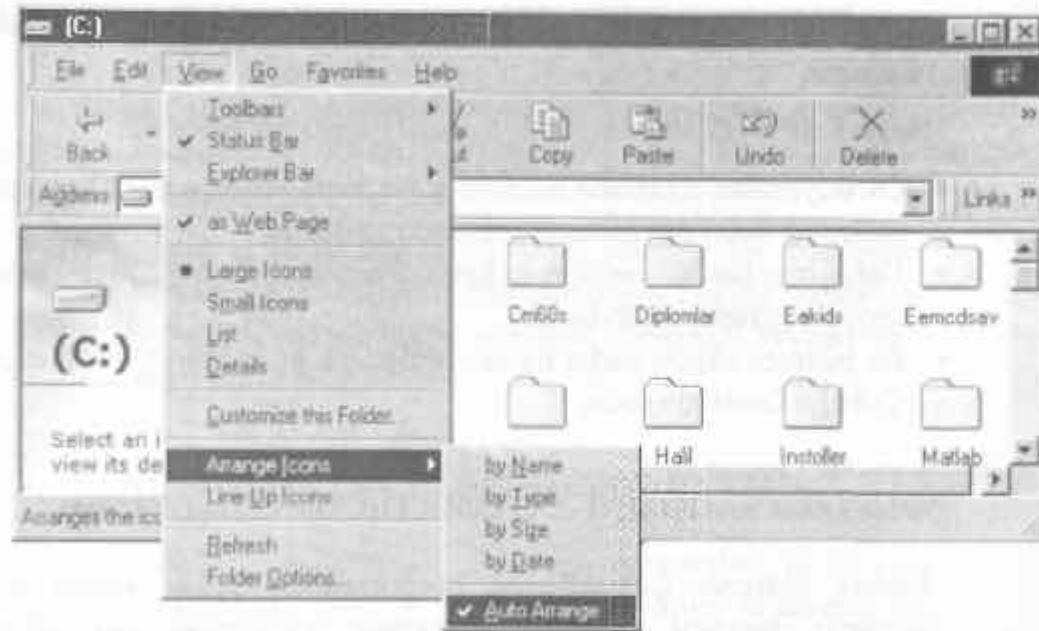 (C:)
File Edit View Go Favorites Help
Back Copy Paste Undo Delete
Address Links
Toolbars
Status Bar
Explorer Bar
as Web Page
Large Icons
Small Icons
List
Details
Customize this Folder...
Arrange Icons
Line Up Icons
Refresh
Folder Options...
by Name
by Type
by Size
by Date
Auto Arrange
(C:)
Select an i
view its de
Cm60s Diplomlar Eakids Eemcdsav
Halil Installer Matlab
Arranges the ico